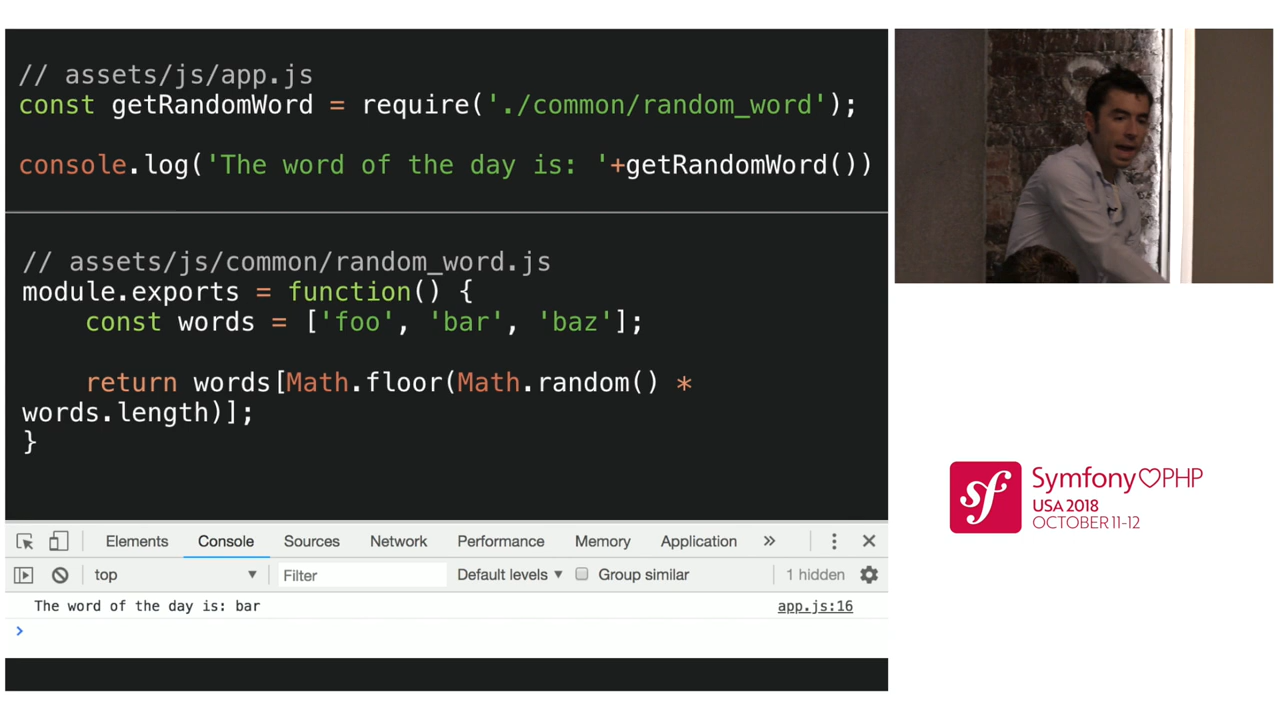 // assets/js/app.js
const getRandomWord = require('./common/random_word');
console.log('The word of the day is: '+getRandomWord())
// assets/js/common/random_word.js
module.exports = function() {
    const words = ['foo', 'bar', 'baz'];
    return words[Math.floor(Math.random() *
words.length)];
}
Elements Console Sources Network Performance Memory Application »
top Filter Default levels Group similar 1 hidden
The word of the day is: bar app.js:16
>
sf
Symfony♡PHP
USA 2018
OCTOBER 11-12